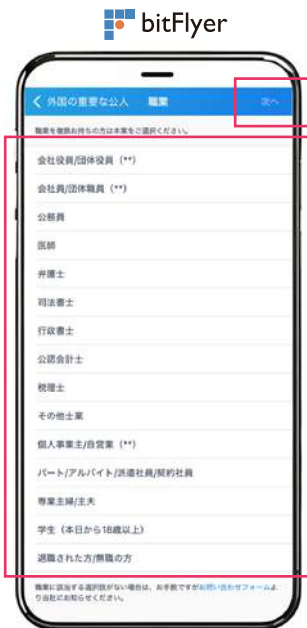 bitFlyer
外国の重要な公人 職業 次へ
職業を複数お持ちの方は本業をご選択ください。
会社役員/団体役員 (**)
会社員/団体職員 (**)
公務員
医師
弁護士
司法書士
行政書士
公認会計士
税理士
その他士業
個人事業主/自営業 (**)
パート/アルバイト/派遣社員/契約社員
専業主婦/主夫
学生 (本日から18歳以上)
退職された方/無職の方
職業に該当する選択肢がない場合は、お手数ですがお問い合わせフォームよ
り当社にお知らせください。